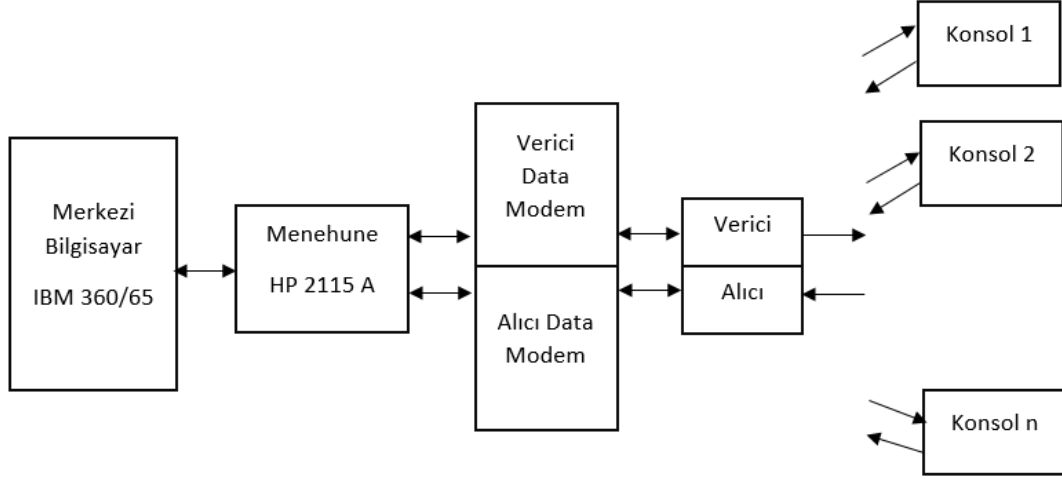 Merkezi
Bilgisayar
IBM 360/65
Menehune
HP 2115 A
Verici
Data
Modem
Alıcı Data
Modem
Verici
Alıcı
Konsol 1
Konsol 2
Konsol n